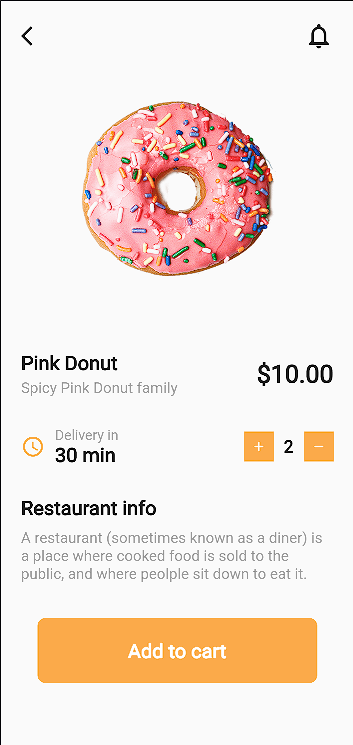 Pink Donut
$10.00
Spicy Pink Donut family
Delivery in
30 min
+ 2 −
Restaurant info
A restaurant (sometimes known as a diner) is
a place where cooked food is sold to the
public, and where peolple sit down to eat it.
Add to cart